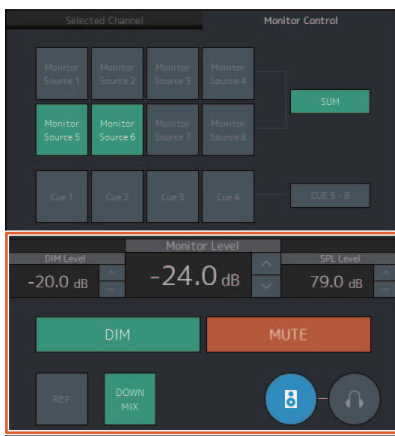 Selected Channel
Monitor Control
Monitor Source 1
Monitor Source 2
Monitor Source 3
Monitor Source 4
SUM
Monitor Source 5
Monitor Source 6
Monitor Source 7
Monitor Source 8
Cue 1
Cue 2
Cue 3
Cue 4
CUE 5 - 8
Monitor Level
DIM Level
SPL Level
-20.0 dB
-24.0 dB
79.0 dB
DIM
MUTE
REF
DOWN MIX